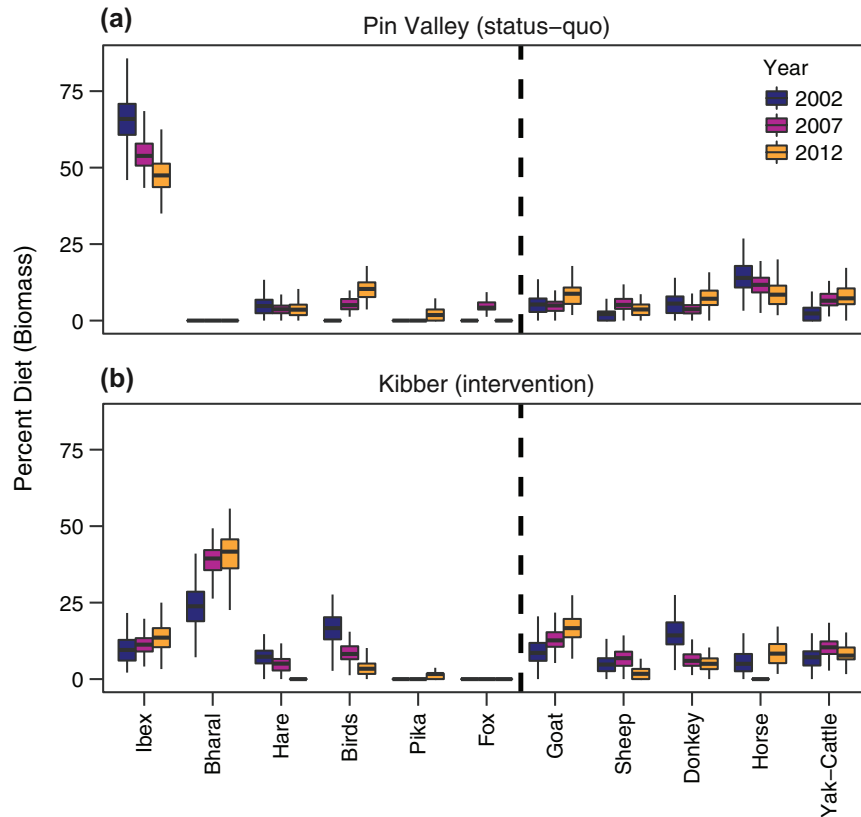 (a)
Pin Valley (status−quo)
Year
2002
2007
2012
75
50
25
0
(b)
Kibber (intervention)
75
50
25
0
Percent Diet (Biomass)
Ibex
Bharal
Hare
Birds
Pika
Fox
Goat
Sheep
Donkey
Horse
Yak−Cattle